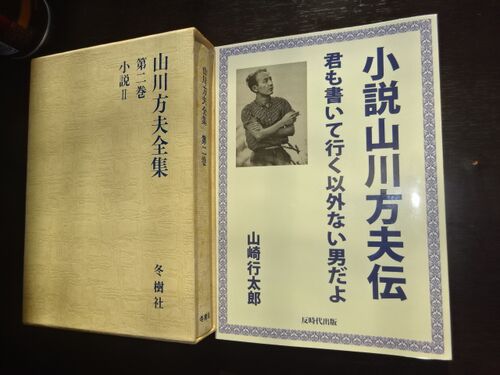 山川方夫全集
第二巻
小説Ⅱ
冬樹社
山川方夫全集 第二巻
小説山川方夫伝
君も書いて行く以外ない男だよ
山崎行太郎
反時代出版